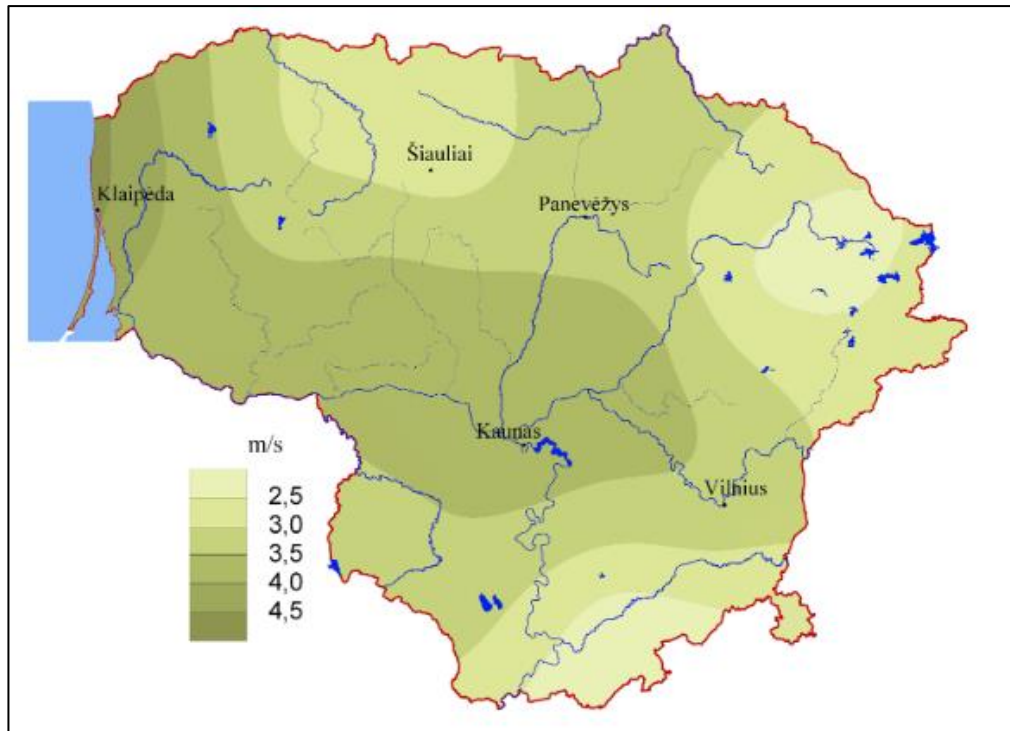 Šiauliai
Klaipėda
Panevėžys
Kaunas
m/s
Vilnius
2,5
3,0
3,5
4,0
4,5